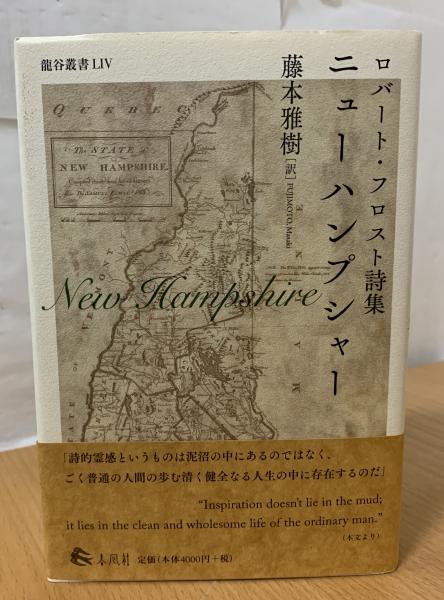 龍谷叢書 LIV
ロバート・フロスト詩集
ニューハンプシャー
藤本雅樹[訳]FUJIMOTO, Masaki
QUEBEC
The STATE of
NEW HAMPSHIRE.
VERMONT
New Hampshire
「詩的霊感というものは泥沼の中にあるのではなく、
ごく普通の人間の歩む清く健全なる人生の中に存在するのだ」
“Inspiration doesn't lie in the mud;
it lies in the clean and wholesome life of the ordinary man.”
(本文より)
春風社 定価(本体4000円+税)